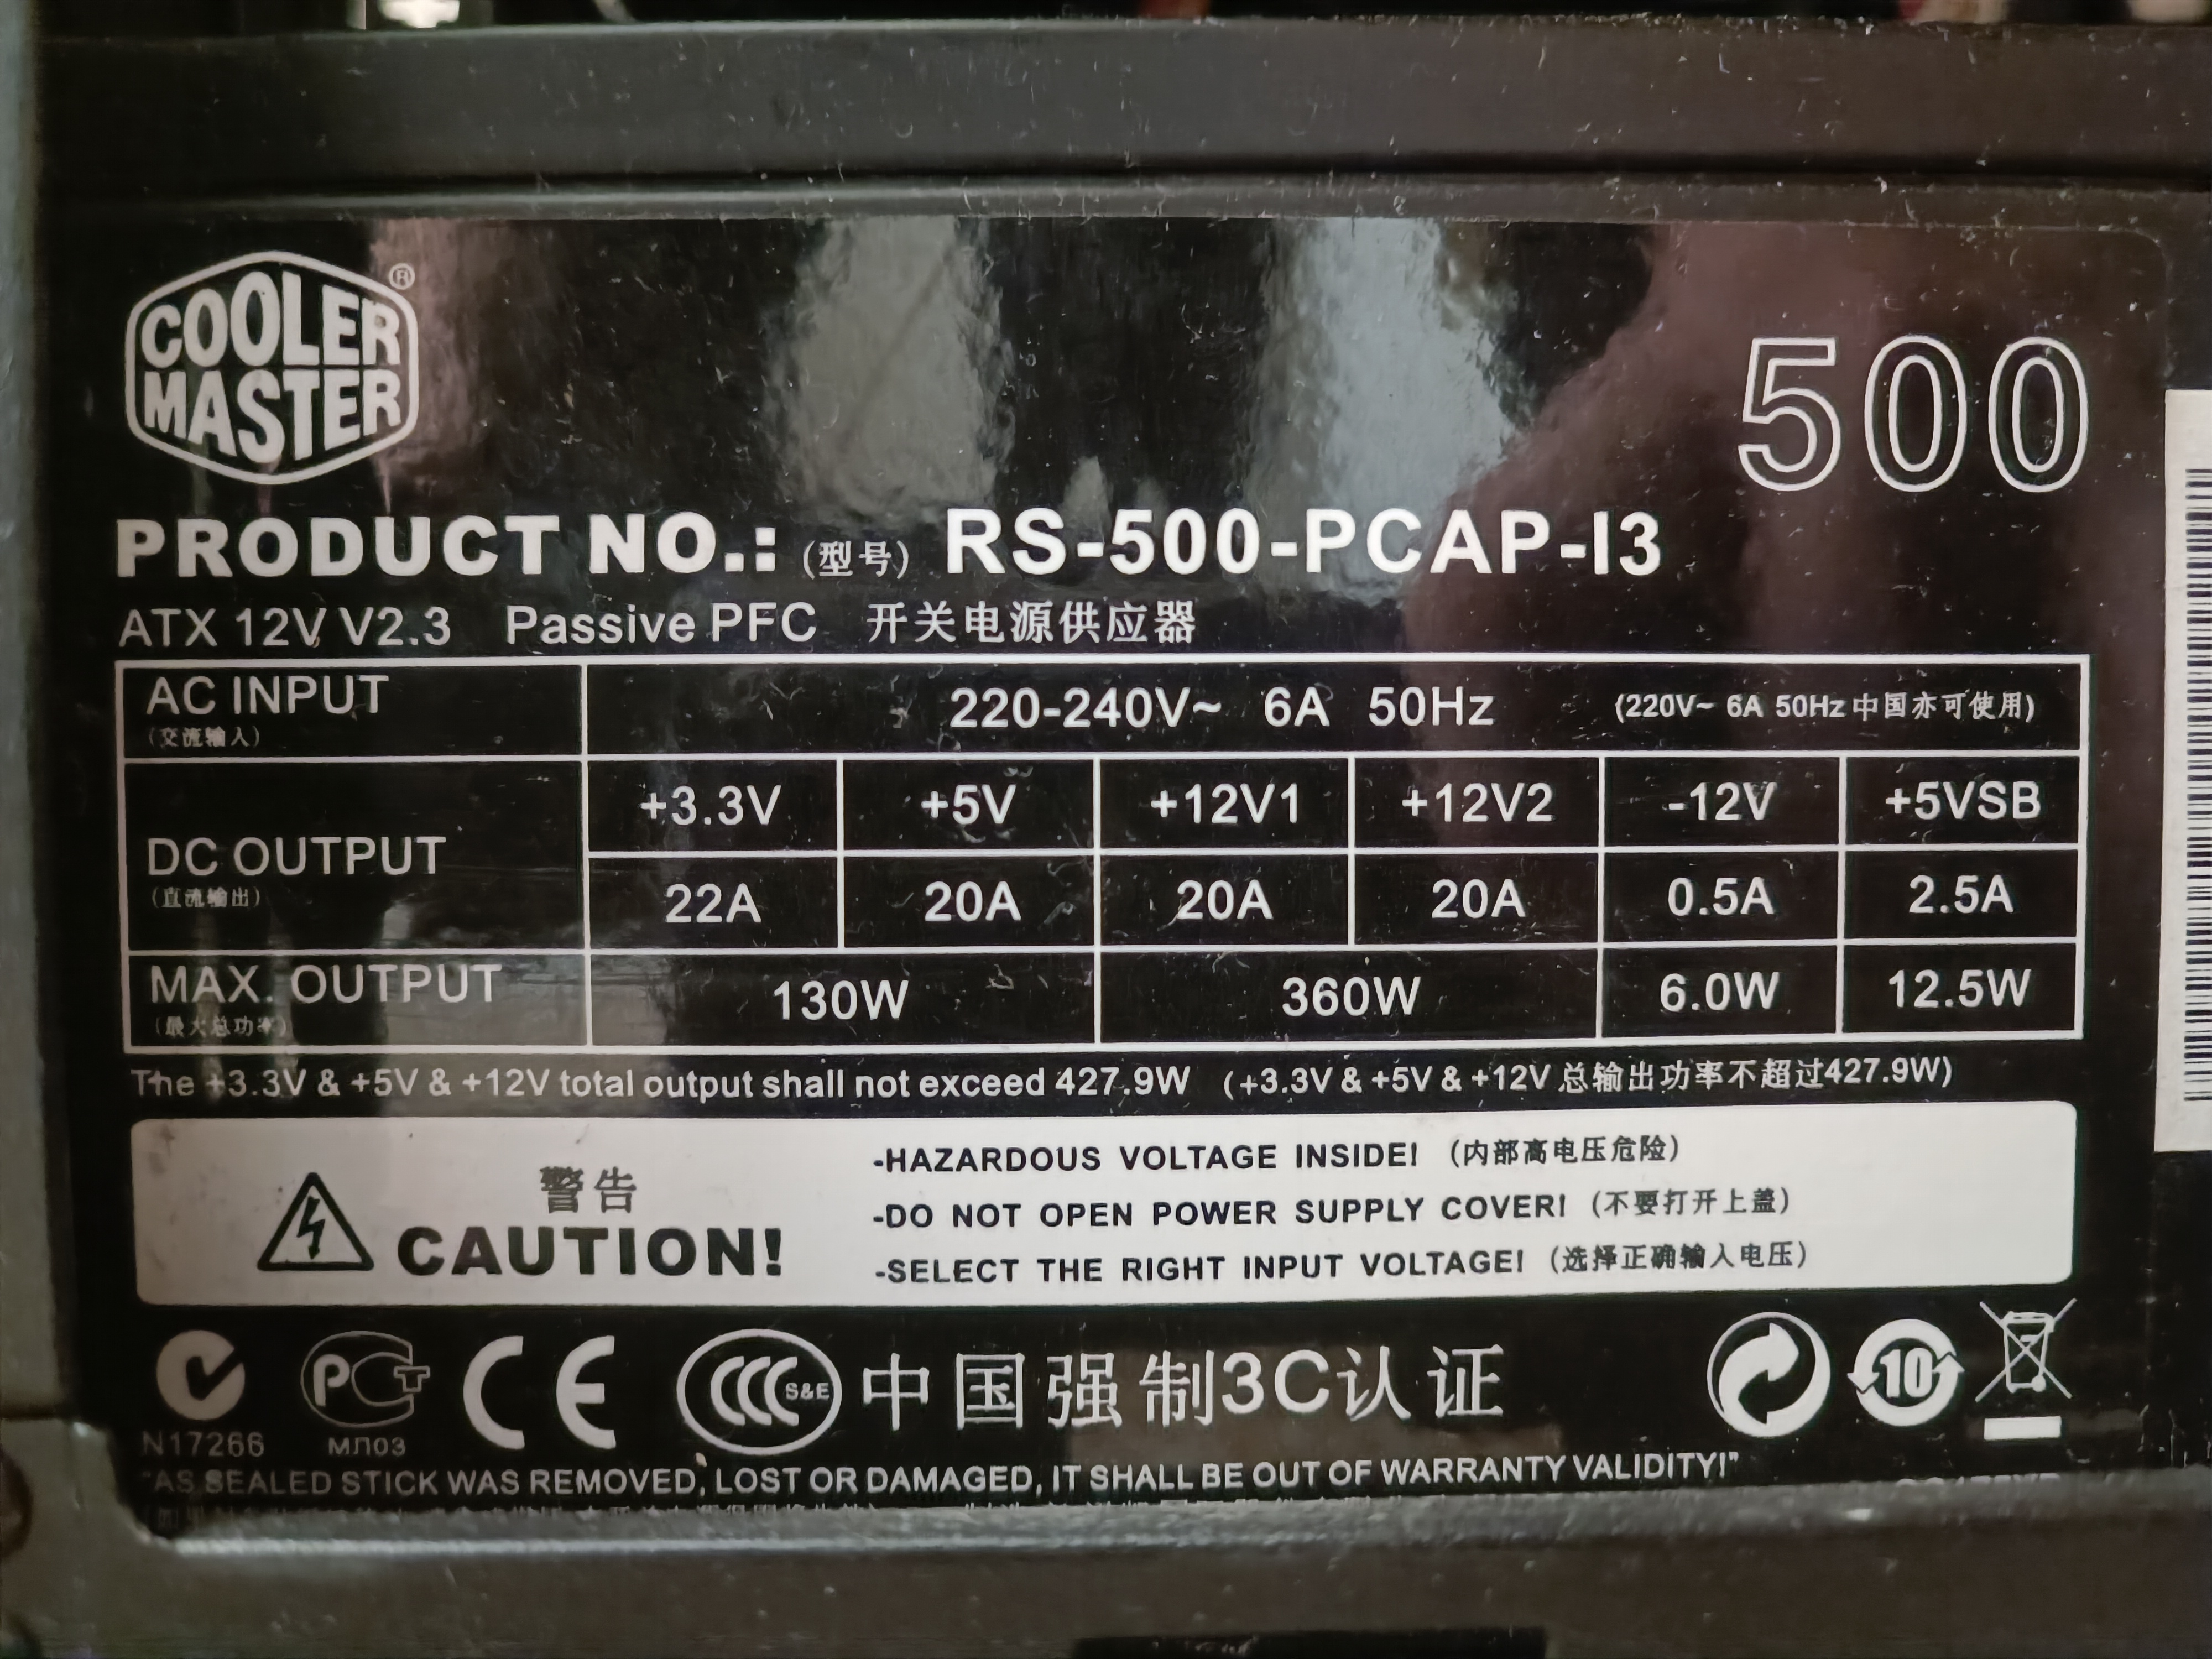 COOLER MASTER ®
500
PRODUCT NO.: (型号) RS-500-PCAP-I3
ATX 12V V2.3 Passive PFC 开关电源供应器
AC INPUT 220-240V~ 6A 50Hz (220V~ 6A 50Hz 中国亦可使用)
(交流输入)
+3.3V +5V +12V1 +12V2 -12V +5VSB
DC OUTPUT
(直流输出)
22A 20A 20A 20A 0.5A 2.5A
MAX. OUTPUT 130W 360W 6.0W 12.5W
(最大总功率)
The +3.3V & +5V & +12V total output shall not exceed 427.9W (+3.3V & +5V & +12V 总输出功率不超过427.9W)
警告
CAUTION!
-HAZARDOUS VOLTAGE INSIDE! (内部高电压危险)
-DO NOT OPEN POWER SUPPLY COVER! (不要打开上盖)
-SELECT THE RIGHT INPUT VOLTAGE! (选择正确输入电压)
N17266
РСТ
МЛ03
CE
CCC S&E 中国强制3C认证
10
"AS SEALED STICK WAS REMOVED, LOST OR DAMAGED, IT SHALL BE OUT OF WARRANTY VALIDITY!"